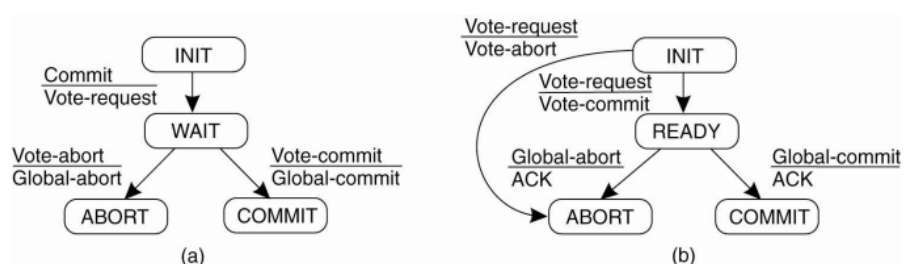 INIT
Commit
Vote-request
WAIT
Vote-abort
Global-abort
Vote-commit
Global-commit
ABORT
COMMIT
(a)
Vote-request
Vote-abort
INIT
Vote-request
Vote-commit
READY
Global-abort
ACK
Global-commit
ACK
ABORT
COMMIT
(b)